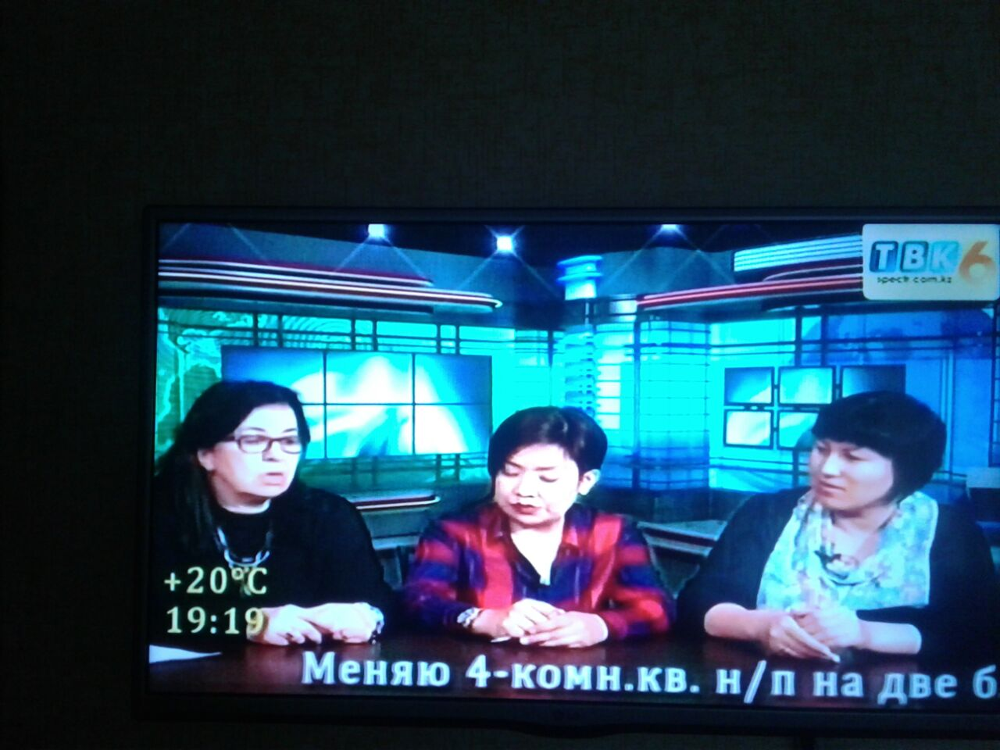 ТВК6
spectr.com.kz
+20°C
19:19
Меняю 4-комн.кв. н/п на две б